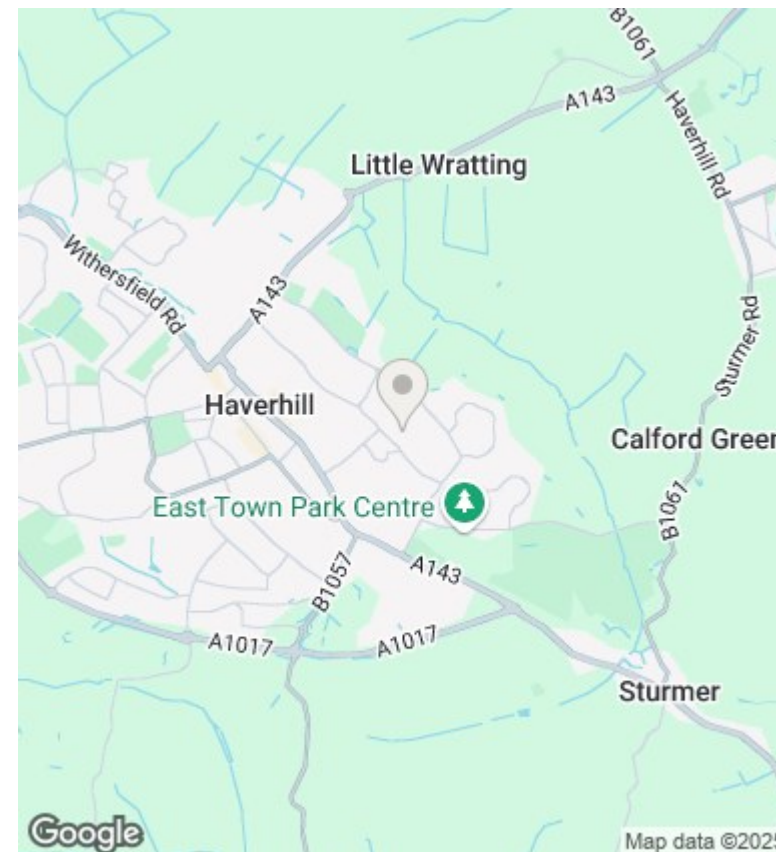 B1061
A143
Haverhill Rd
Little Wratting
Withersfield Rd
A143
Sturmer Rd
Haverhill
Calford Green
East Town Park Centre
B1061
B1057
A143
A1017
A1017
Sturmer
Google
Map data ©2025